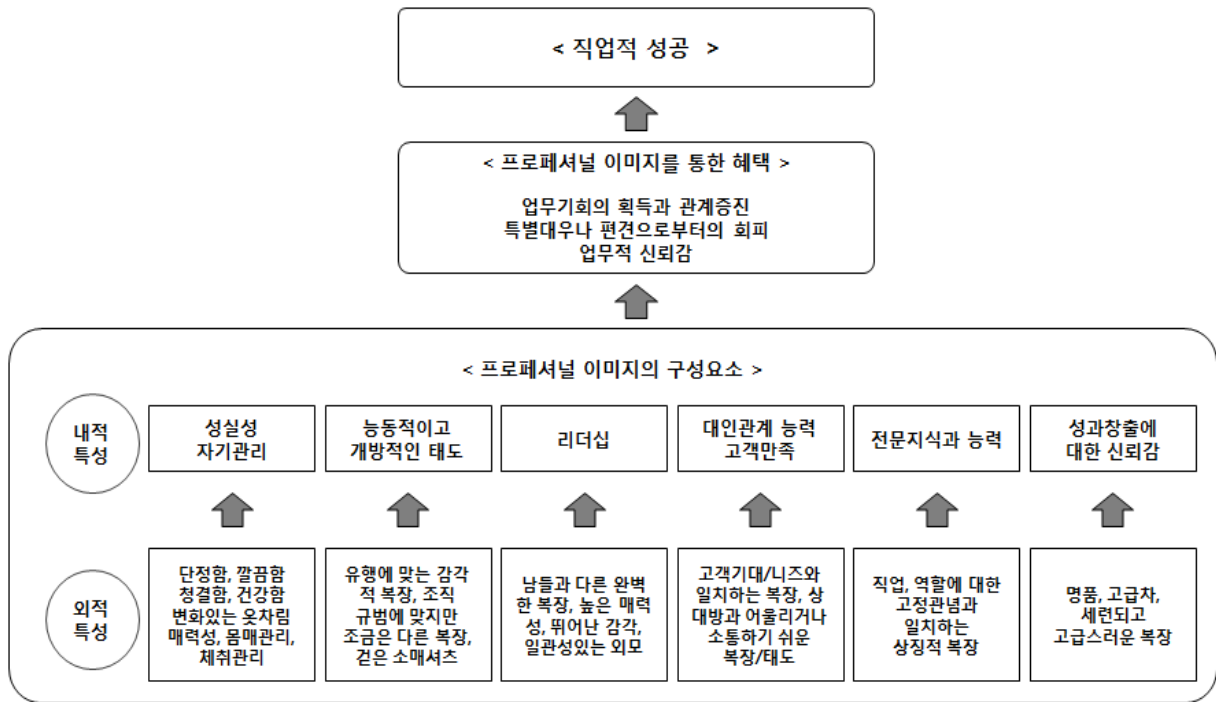 < 직업적 성공 >
< 프로페셔널 이미지를 통한 혜택 >
업무기회의 획득과 관계증진
특별대우나 편견으로부터의 회피
업무적 신뢰감
< 프로페셔널 이미지의 구성요소 >
내적
특성
성실성
자기관리
능동적이고
개방적인 태도
리더십
대인관계 능력
고객만족
전문지식과 능력
성과창출에
대한 신뢰감
외적
특성
단정함, 깔끔함
청결함, 건강함
변화있는 옷차림
매력성, 몸매관리,
체취관리
유행에 맞는 감각
적 복장, 조직
규범에 맞지만
조금은 다른 복장,
걷은 소매셔츠
남들과 다른 완벽
한 복장, 높은 매력
성, 뛰어난 감각,
일관성있는 외모
고객기대/니즈와
일치하는 복장, 상
대방과 어울리거나
소통하기 쉬운
복장/태도
직업, 역할에 대한
고정관념과
일치하는
상징적 복장
명품, 고급차,
세련되고
고급스러운 복장